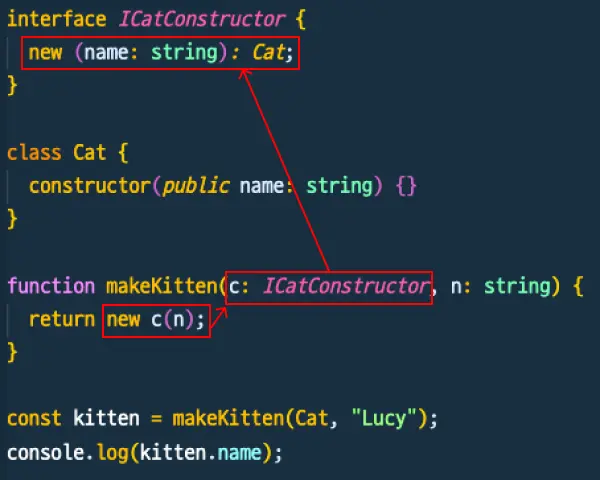 interface ICatConstructor {
new (name: string): Cat;
}
class Cat {
constructor(public name: string) {}
}
function makeKitten(c: ICatConstructor, n: string) {
return new c(n);
}
const kitten = makeKitten(Cat, "Lucy");
console.log(kitten.name);